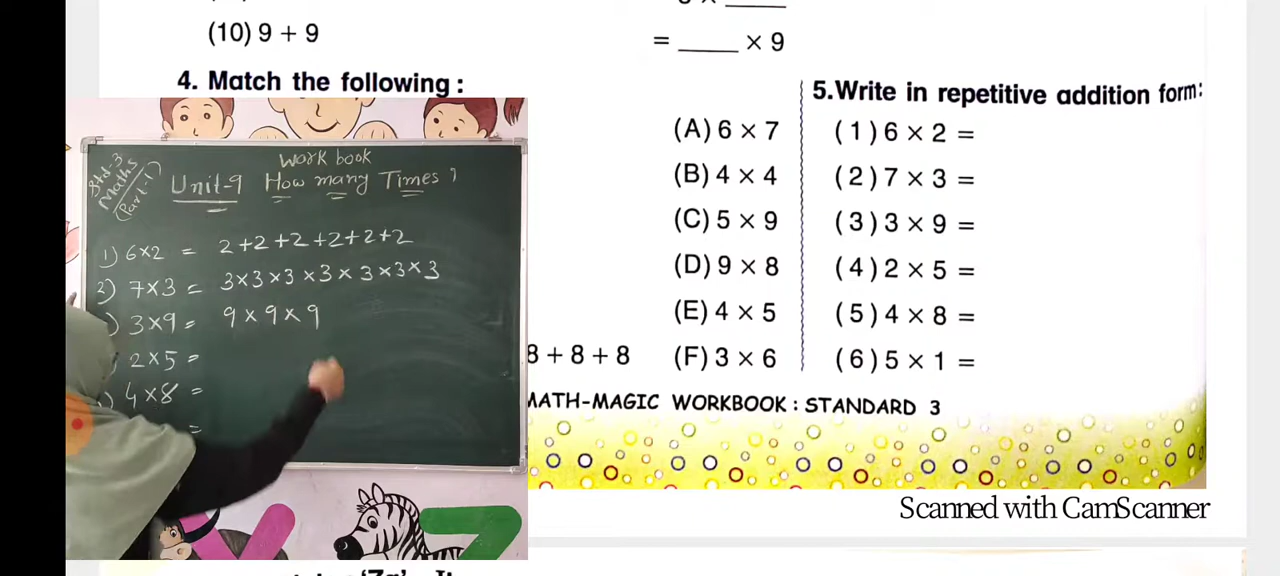 (10) 9 + 9
= ____ × 9
4. Match the following :
(A) 6 × 7
(B) 4 × 4
(C) 5 × 9
(D) 9 × 8
(E) 4 × 5
8 + 8 + 8 (F) 3 × 6
5.Write in repetitive addition form:
(1) 6 × 2 =
(2) 7 × 3 =
(3) 3 × 9 =
(4) 2 × 5 =
(5) 4 × 8 =
(6) 5 × 1 =
MATH-MAGIC WORKBOOK : STANDARD 3
Scanned with CamScanner
Std-3
Maths
(Part-1)
Work book
Unit-9 How many Times ?
1) 6×2 = 2+2+2+2+2+2
2) 7×3 = 3×3×3×3×3×3×3
) 3×9 = 9×9×9
2×5 =
) 4×8 =
=